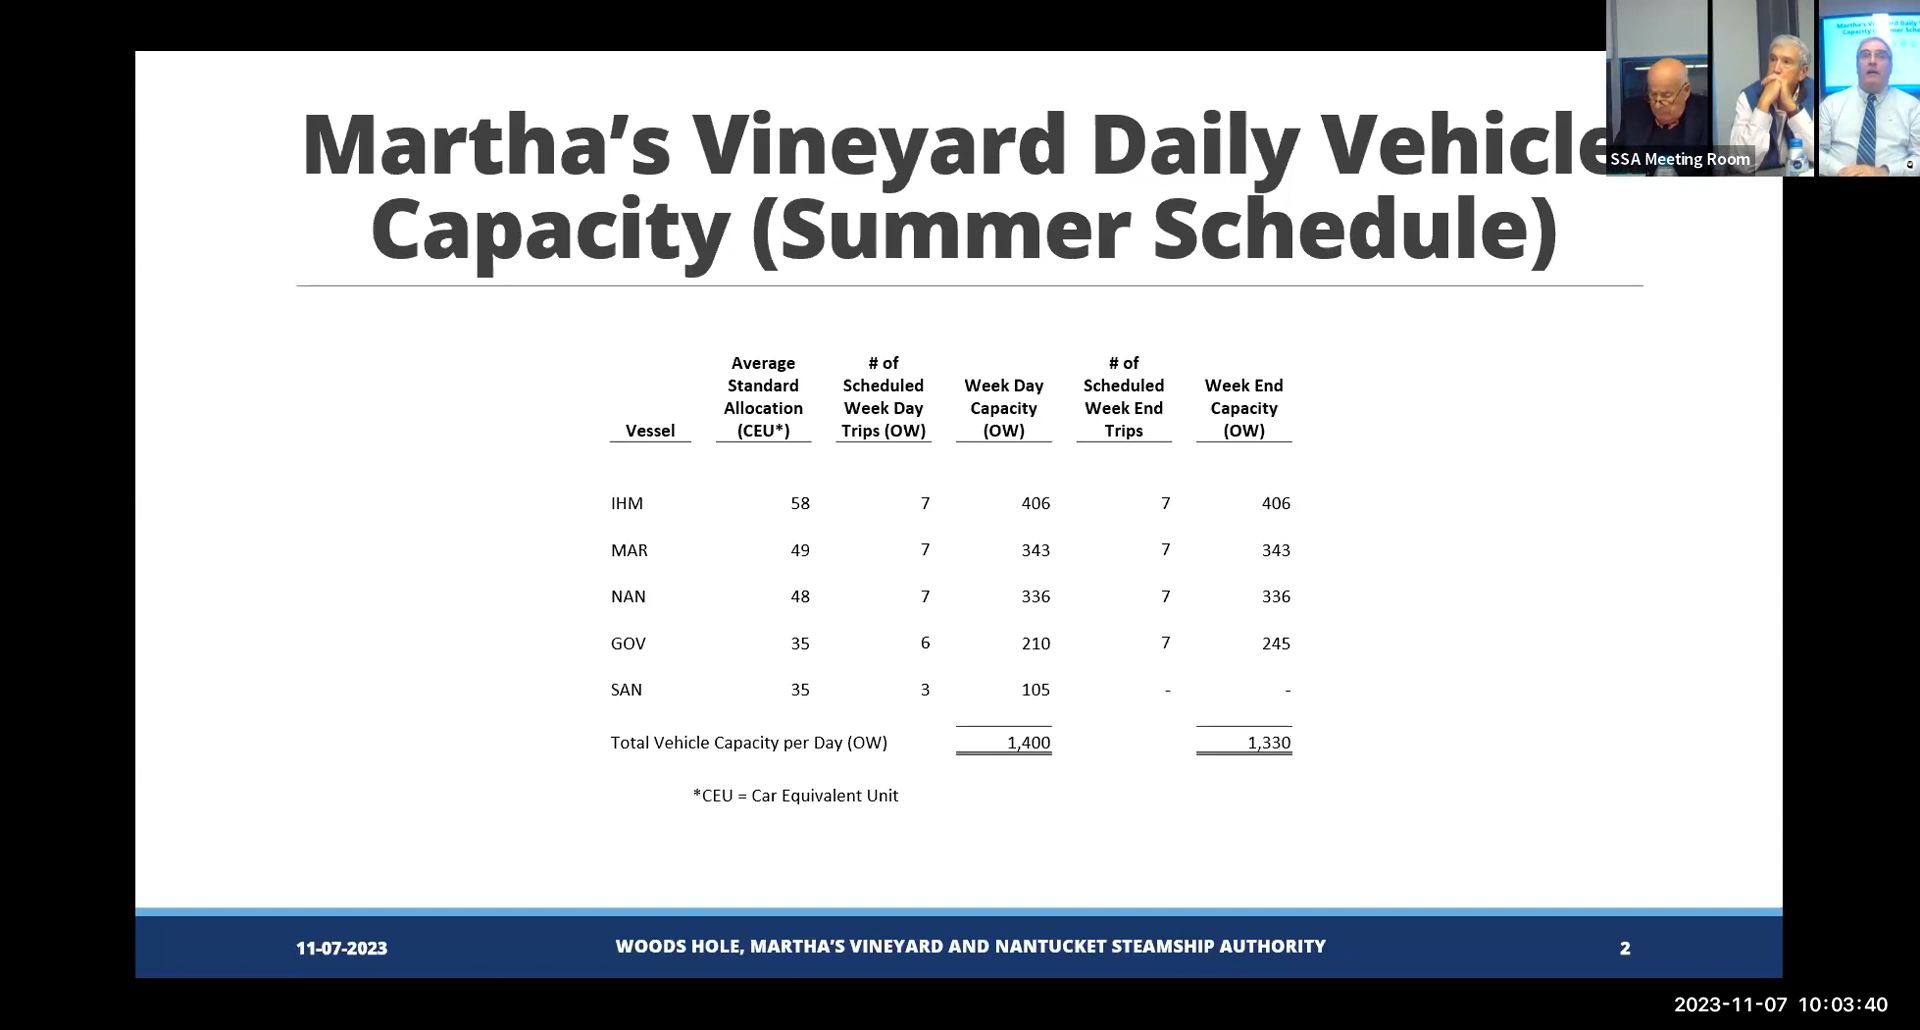 Martha’s Vineyard Daily Vehicle
Capacity (Summer Schedule)
SSA Meeting Room
Vessel
Average
Standard
Allocation
(CEU*)
# of
Scheduled
Week Day
Trips (OW)
Week Day
Capacity
(OW)
# of
Scheduled
Week End
Trips
Week End
Capacity
(OW)
IHM 58 7 406 7 406
MAR 49 7 343 7 343
NAN 48 7 336 7 336
GOV 35 6 210 7 245
SAN 35 3 105 - -
Total Vehicle Capacity per Day (OW) 1,400 1,330
*CEU = Car Equivalent Unit
11-07-2023 WOODS HOLE, MARTHA’S VINEYARD AND NANTUCKET STEAMSHIP AUTHORITY 2
2023-11-07 10:03:40